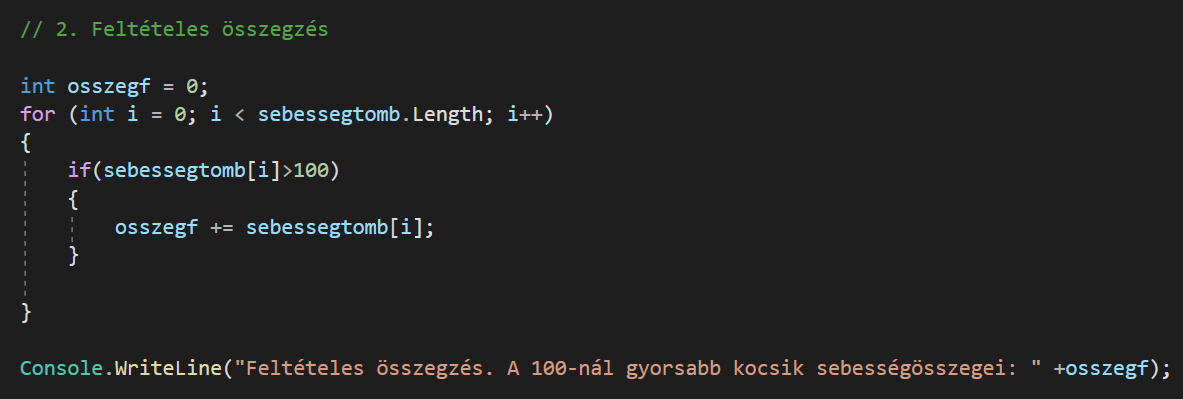 // 2. Feltételes összegzés
int osszegf = 0;
for (int i = 0; i < sebessegtomb.Length; i++)
{
if(sebessegtomb[i]>100)
{
osszegf += sebessegtomb[i];
}
}
Console.WriteLine("Feltételes összegzés. A 100-nál gyorsabb kocsik sebességösszegei: " +osszegf);